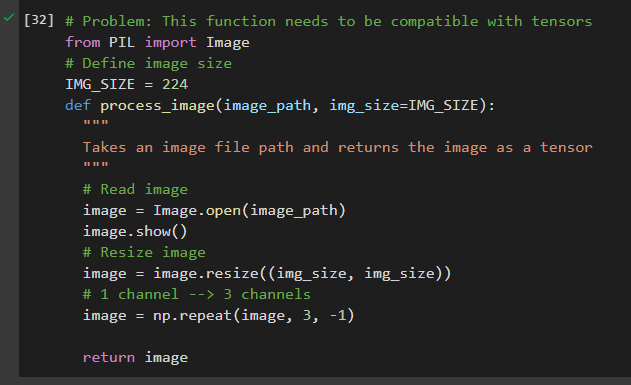 [32] # Problem: This function needs to be compatible with tensors
from PIL import Image
# Define image size
IMG_SIZE = 224
def process_image(image_path, img_size=IMG_SIZE):
  """
  Takes an image file path and returns the image as a tensor
  """
  # Read image
  image = Image.open(image_path)
  image.show()
  # Resize image
  image = image.resize((img_size, img_size))
  # 1 channel --> 3 channels
  image = np.repeat(image, 3, -1)

  return image